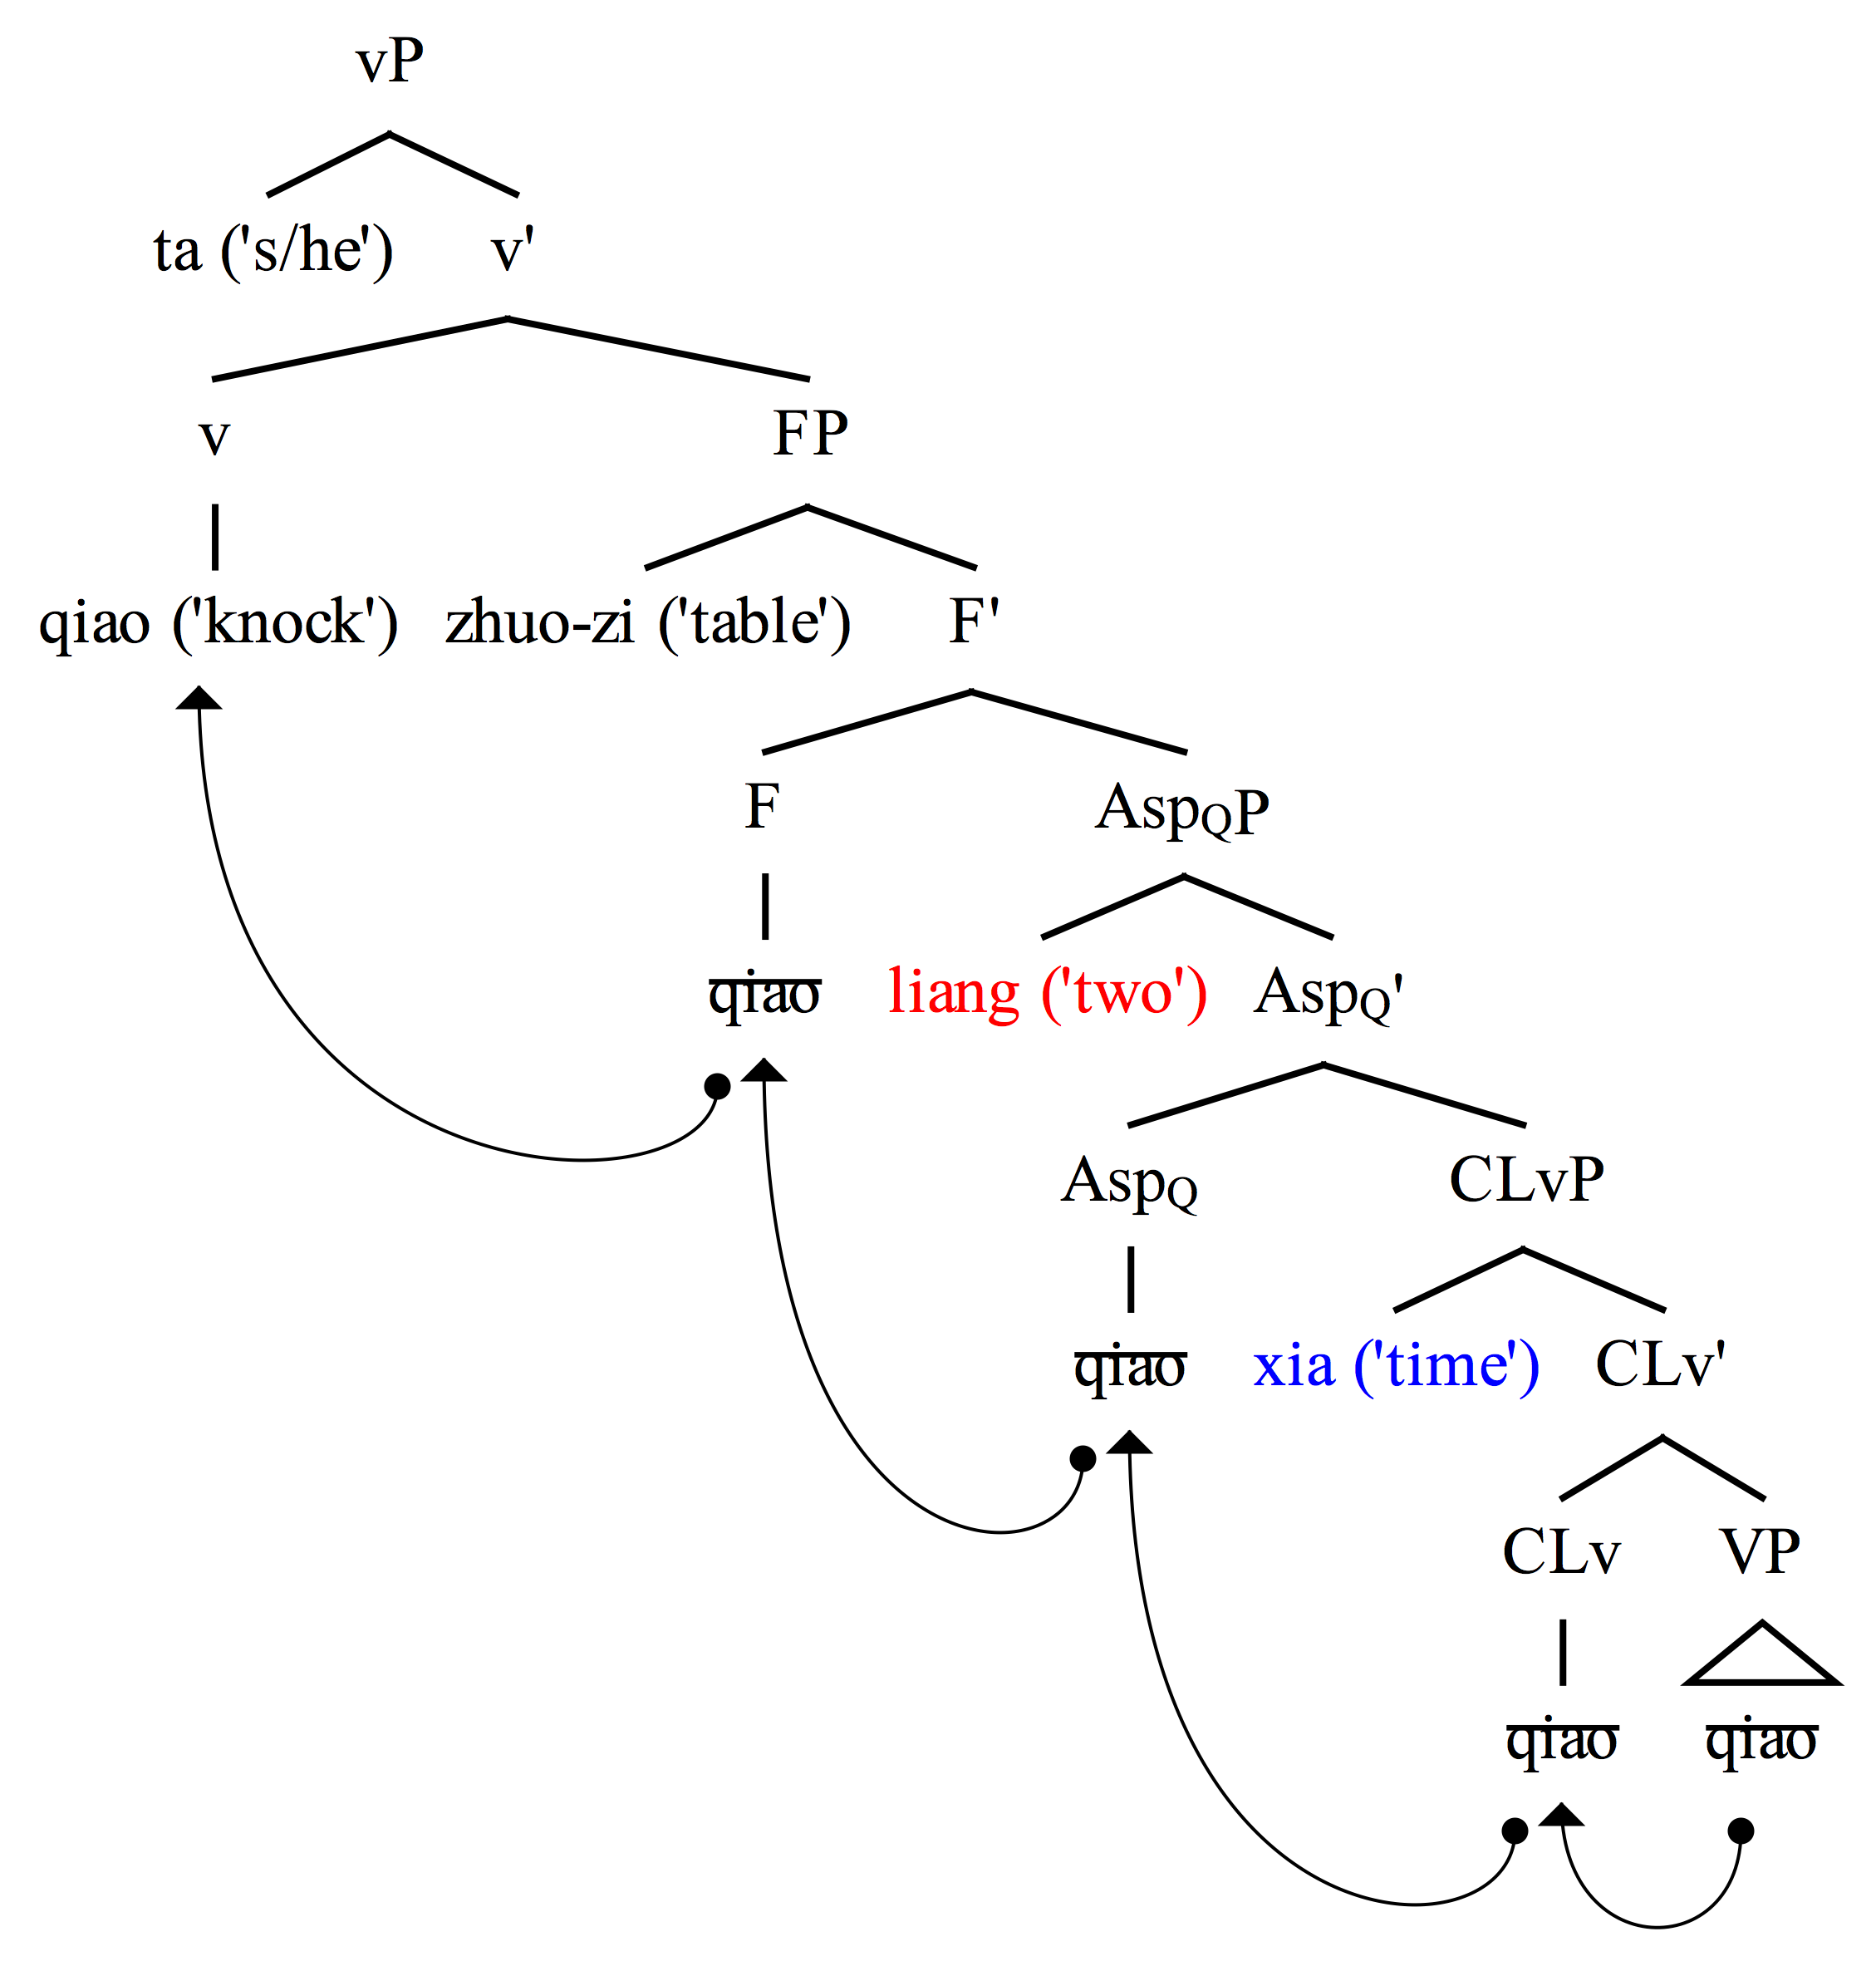 vP
ta ('s/he') v'
v FP
qiao ('knock') zhuo-zi ('table') F'
F AspQP
qiao liang ('two') AspQ'
AspQ CLvP
qiao xia ('time') CLv'
CLv VP
qiao qiao